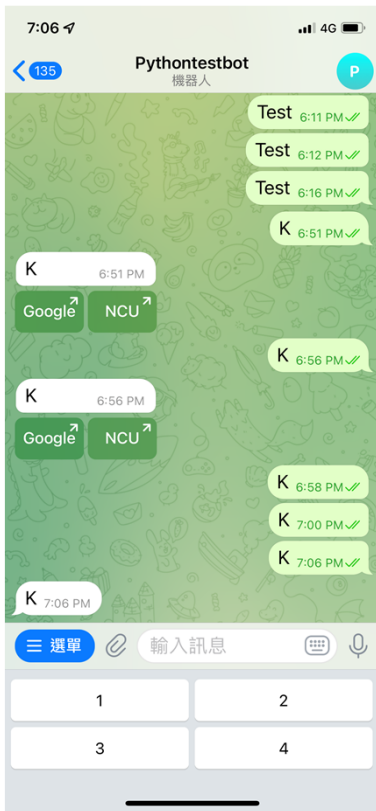 7:06
4G
135
Pythontestbot
機器人
P
Test 6:11 PM
Test 6:12 PM
Test 6:16 PM
K 6:51 PM
K 6:51 PM
Google NCU
K 6:56 PM
K 6:56 PM
Google NCU
K 6:58 PM
K 7:00 PM
K 7:06 PM
K 7:06 PM
選單 輸入訊息
1 2
3 4